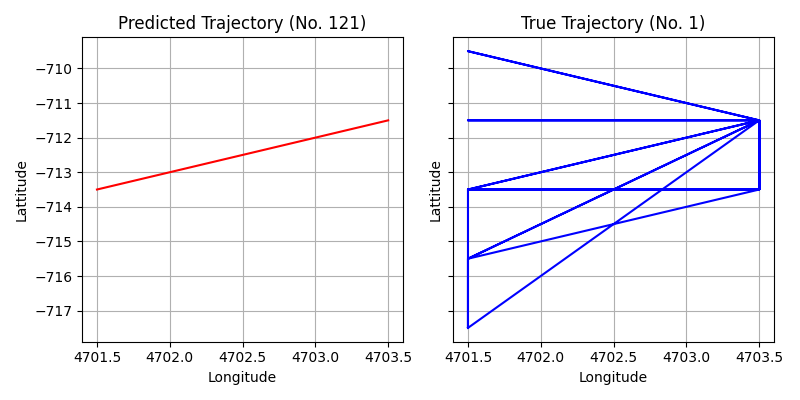 Predicted Trajectory (No. 121)
True Trajectory (No. 1)
−710
−711
−712
−713
−714
−715
−716
−717
Lattitude
Lattitude
4701.5 4702.0 4702.5 4703.0 4703.5
4701.5 4702.0 4702.5 4703.0 4703.5
Longitude
Longitude